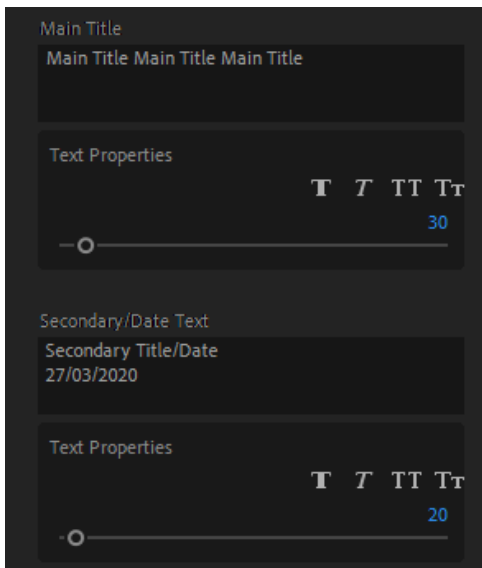 Main Title
Main Title Main Title Main Title
Text Properties
T T TT Tт
30
Secondary/Date Text
Secondary Title/Date
27/03/2020
Text Properties
T T TT Tт
20